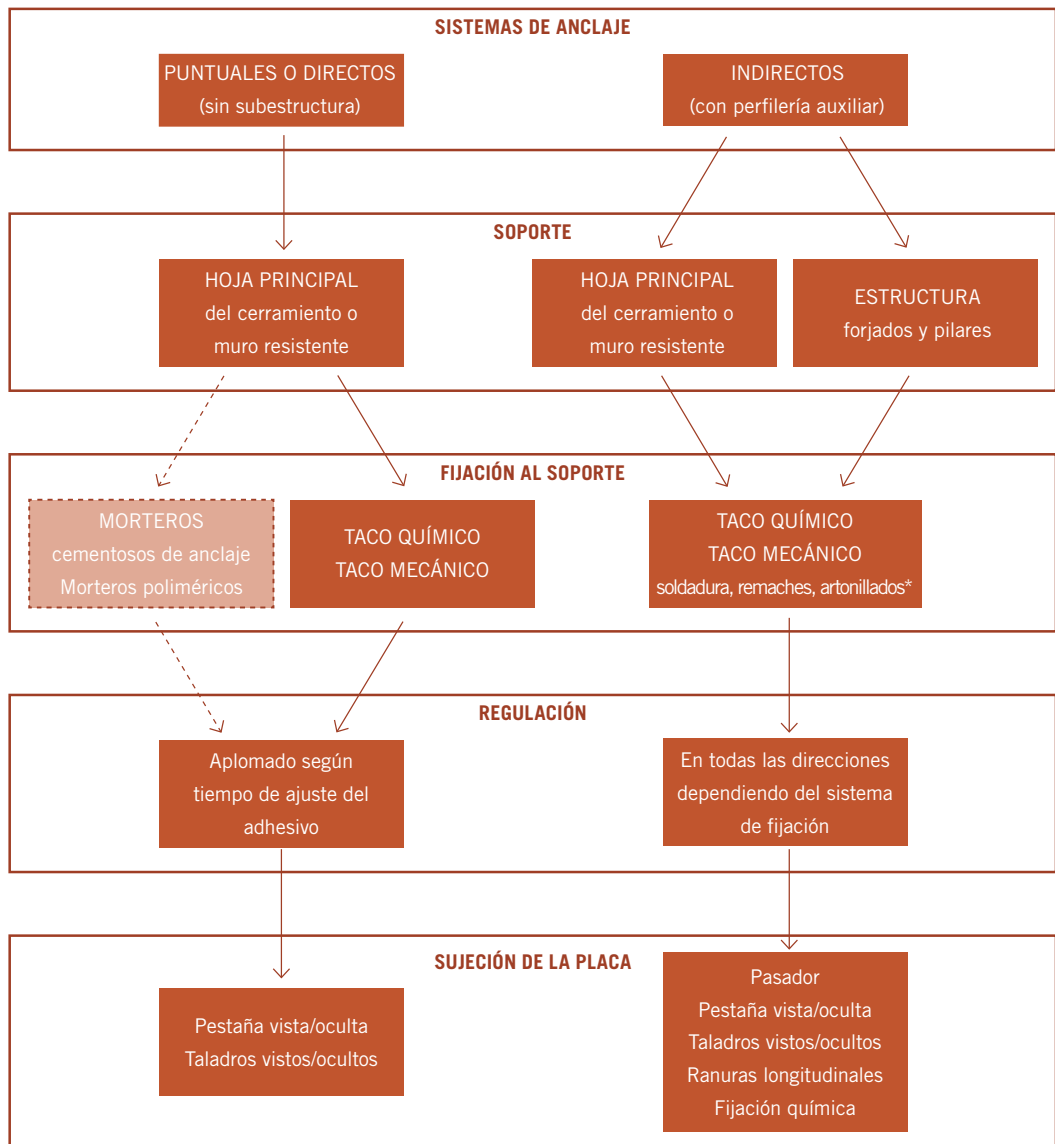 SISTEMAS DE ANCLAJE
PUNTUALES O DIRECTOS
(sin subestructura)
INDIRECTOS
(con perfilería auxiliar)
SOPORTE
HOJA PRINCIPAL
del cerramiento o
muro resistente
HOJA PRINCIPAL
del cerramiento o
muro resistente
ESTRUCTURA
forjados y pilares
FIJACIÓN AL SOPORTE
MORTEROS
cementosos de anclaje
Morteros poliméricos
TACO QUÍMICO
TACO MECÁNICO
TACO QUÍMICO
TACO MECÁNICO
soldadura, remaches, artonillados*
REGULACIÓN
Aplomado según
tiempo de ajuste del
adhesivo
En todas las direcciones
dependiendo del sistema
de fijación
SUJECIÓN DE LA PLACA
Pestaña vista/oculta
Taladros vistos/ocultos
Pasador
Pestaña vista/oculta
Taladros vistos/ocultos
Ranuras longitudinales
Fijación química